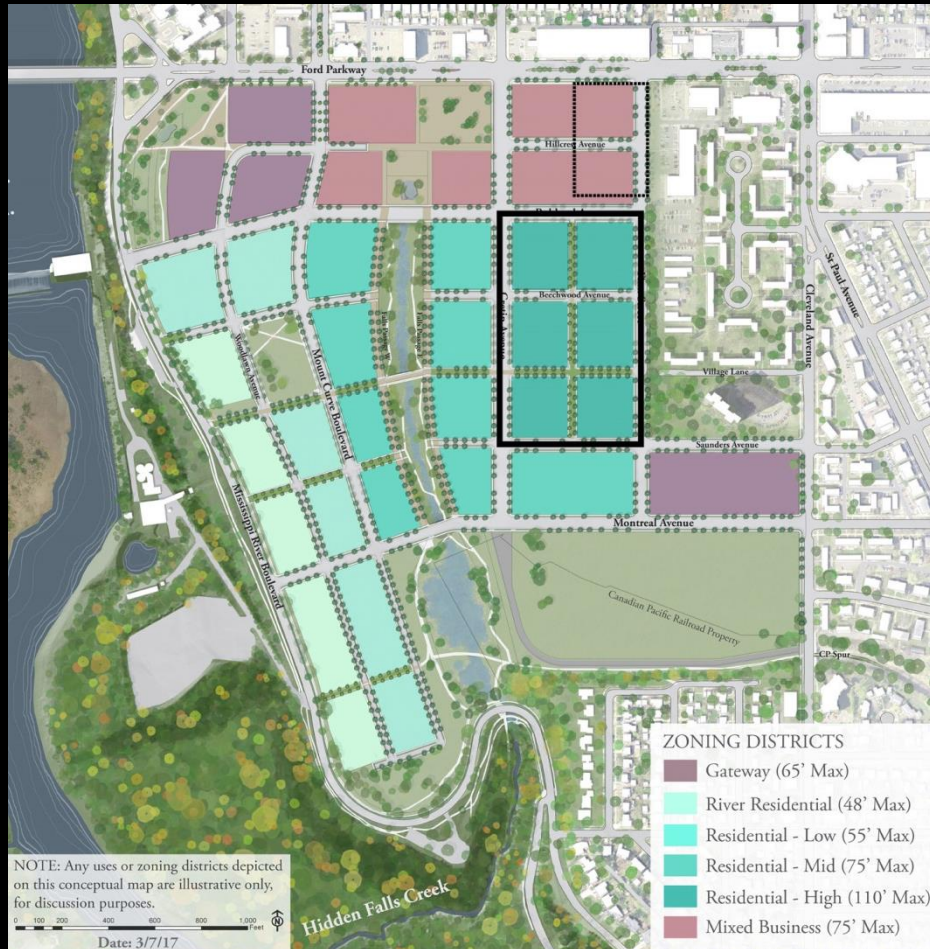 Ford Parkway
Hillcrest Avenue
Beechwood Avenue
Woodlawn Avenue
Mount Curve Boulevard
Mississippi River Boulevard
Cleveland Avenue
St Paul Avenue
Village Lane
Saunders Avenue
Montreal Avenue
Canadian Pacific Railroad Property
CP Spur
Hidden Falls Creek
ZONING DISTRICTS
Gateway (65' Max)
River Residential (48' Max)
Residential - Low (55' Max)
Residential - Mid (75' Max)
Residential - High (110' Max)
Mixed Business (75' Max)
NOTE: Any uses or zoning districts depicted
on this conceptual map are illustrative only,
for discussion purposes.
0 100 200 400 600 800 1,000
Feet
N
Date: 3/7/17